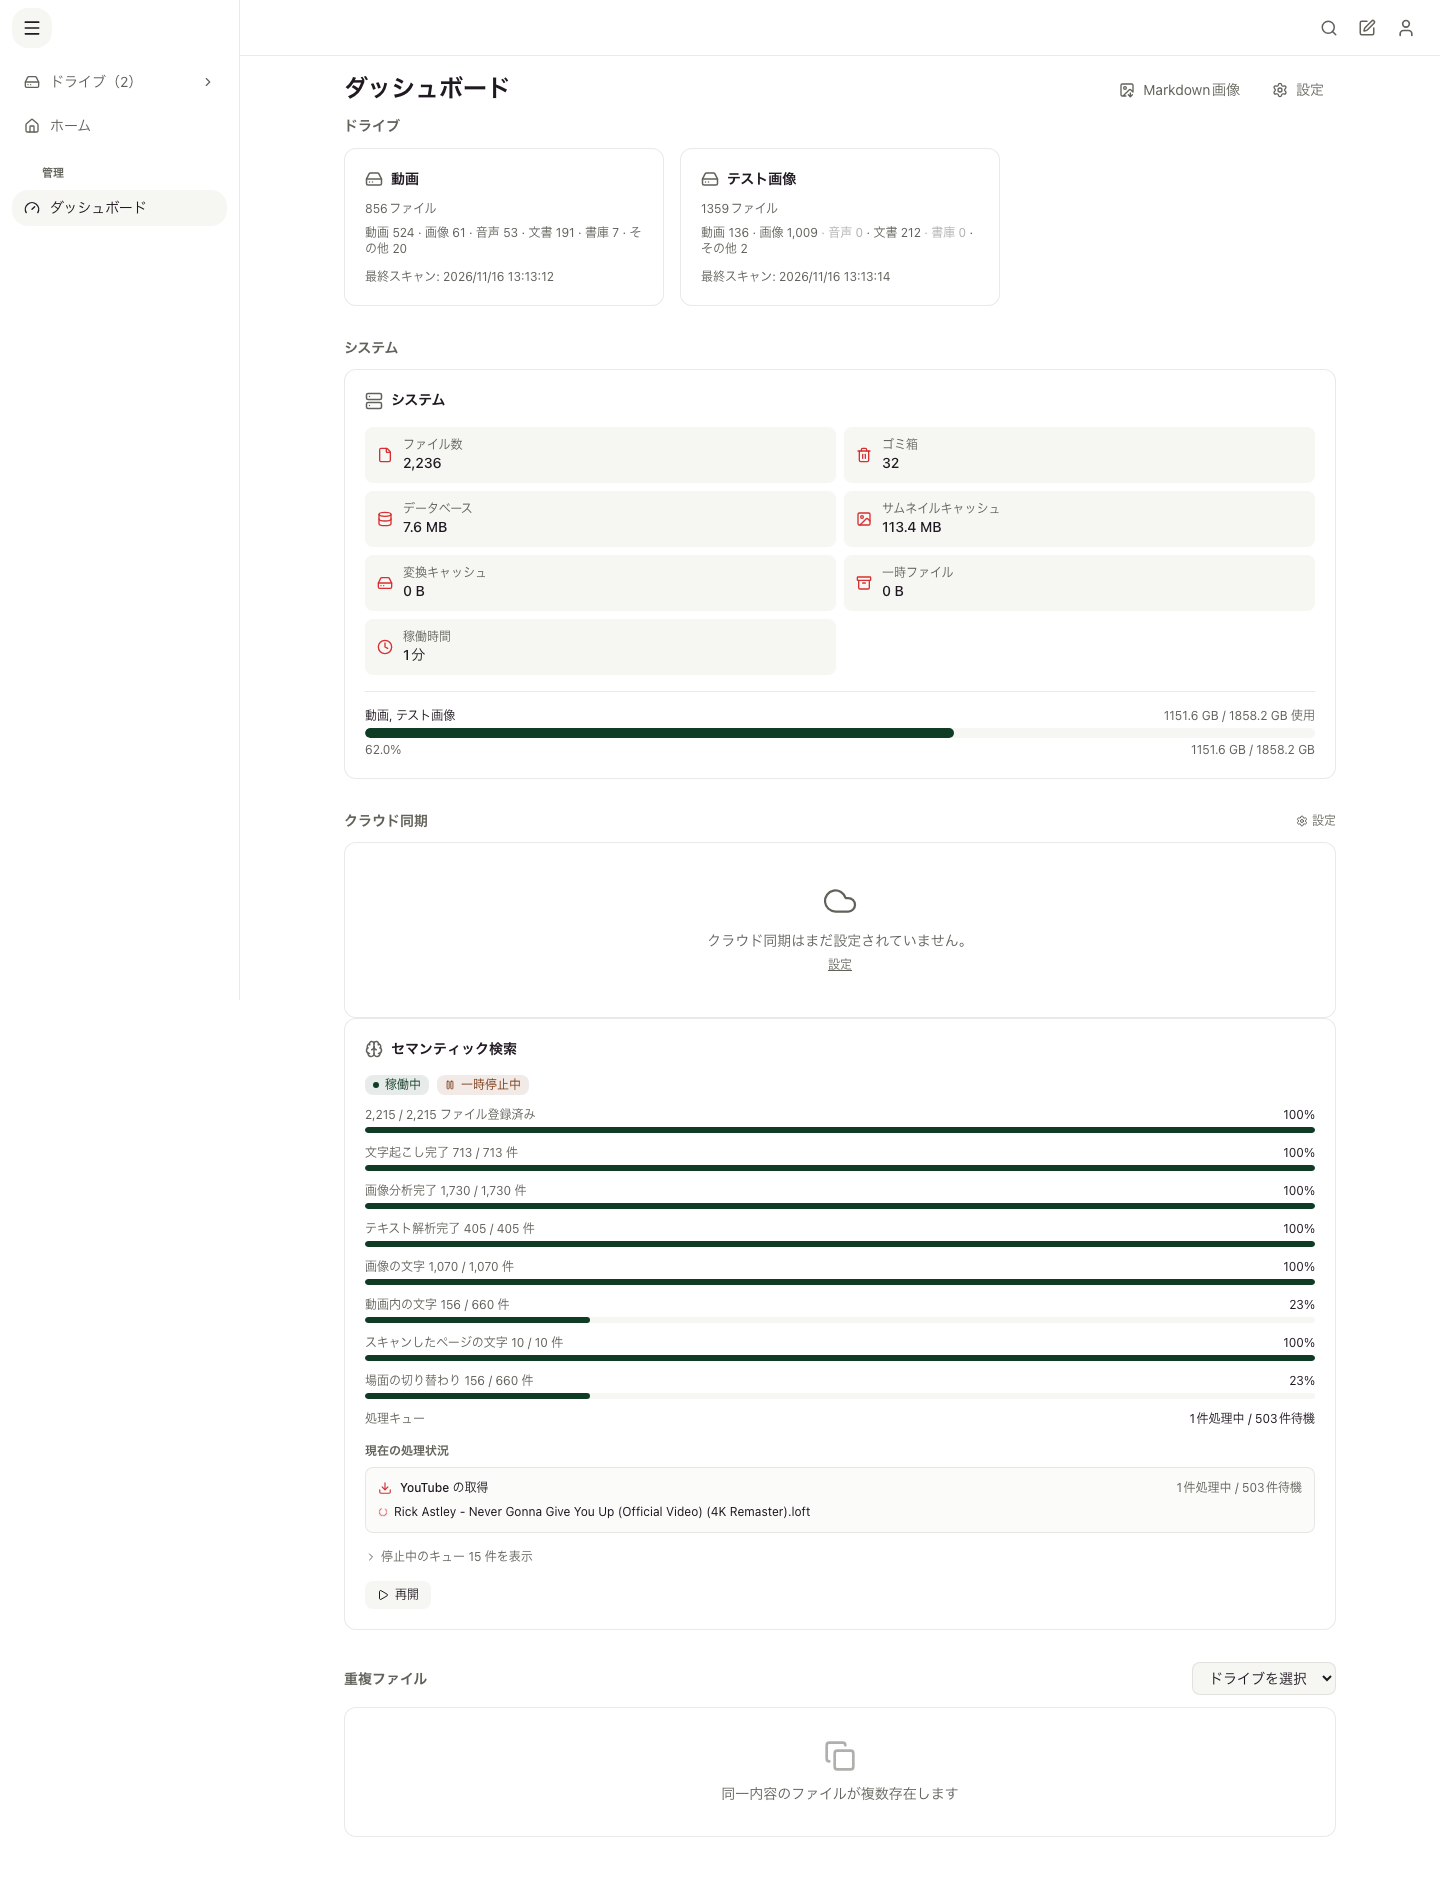 ドライブ（2）
ホーム
管理
ダッシュボード
ダッシュボード
Markdown画像
設定
ドライブ
動画
856ファイル
動画 524 · 画像 61 · 音声 53 · 文書 191 · 書庫 7 · そ
の他 20
最終スキャン: 2026/11/16 13:13:12
テスト画像
1359ファイル
動画 136 · 画像 1,009 · 音声 0 · 文書 212 · 書庫 0 ·
その他 2
最終スキャン: 2026/11/16 13:13:14
システム
システム
ファイル数
2,236
ゴミ箱
32
データベース
7.6 MB
サムネイルキャッシュ
113.4 MB
変換キャッシュ
0 B
一時ファイル
0 B
稼働時間
1分
動画, テスト画像
1151.6 GB / 1858.2 GB 使用
62.0%
1151.6 GB / 1858.2 GB
クラウド同期
設定
クラウド同期はまだ設定されていません。
設定
セマンティック検索
稼働中
一時停止中
2,215 / 2,215 ファイル登録済み
100%
文字起こし完了 713 / 713 件
100%
画像分析完了 1,730 / 1,730 件
100%
テキスト解析完了 405 / 405 件
100%
画像の文字 1,070 / 1,070 件
100%
動画内の文字 156 / 660 件
23%
スキャンしたページの文字 10 / 10 件
100%
場面の切り替わり 156 / 660 件
23%
処理キュー
1件処理中 / 503件待機
現在の処理状況
YouTube の取得
1件処理中 / 503件待機
Rick Astley - Never Gonna Give You Up (Official Video) (4K Remaster).loft
停止中のキュー 15 件を表示
再開
重複ファイル
ドライブを選択
同一内容のファイルが複数存在します